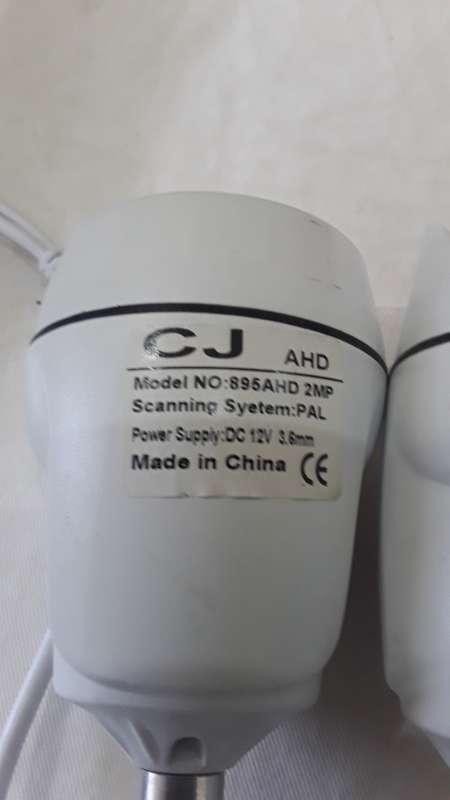 CJ AHD
Model NO:895AHD 2MP
Scanning Syetem:PAL
Power Supply:DC 12V 3.6mm
Made in China CE